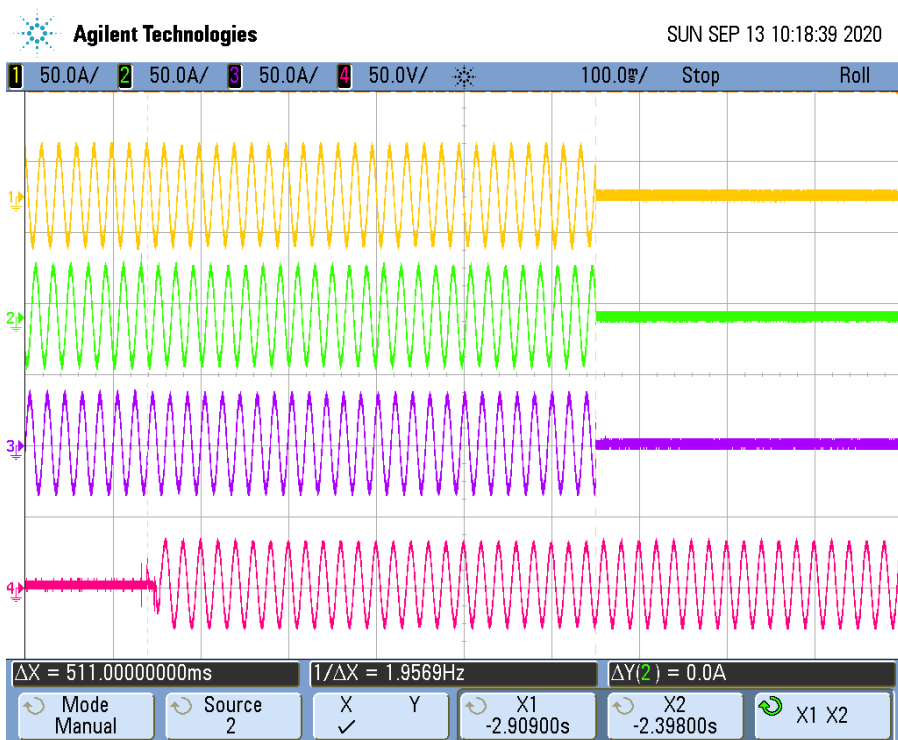 Agilent Technologies SUN SEP 13 10:18:39 2020
1 50.0A/ 2 50.0A/ 3 50.0A/ 4 50.0V/ 100.0ms/ Stop Roll
1
2
3
4
ΔX = 511.00000000ms 1/ΔX = 1.9569Hz ΔY(2) = 0.0A
Mode Source X Y X1 X2 X1 X2
Manual 2 ✓ -2.90900s -2.39800s